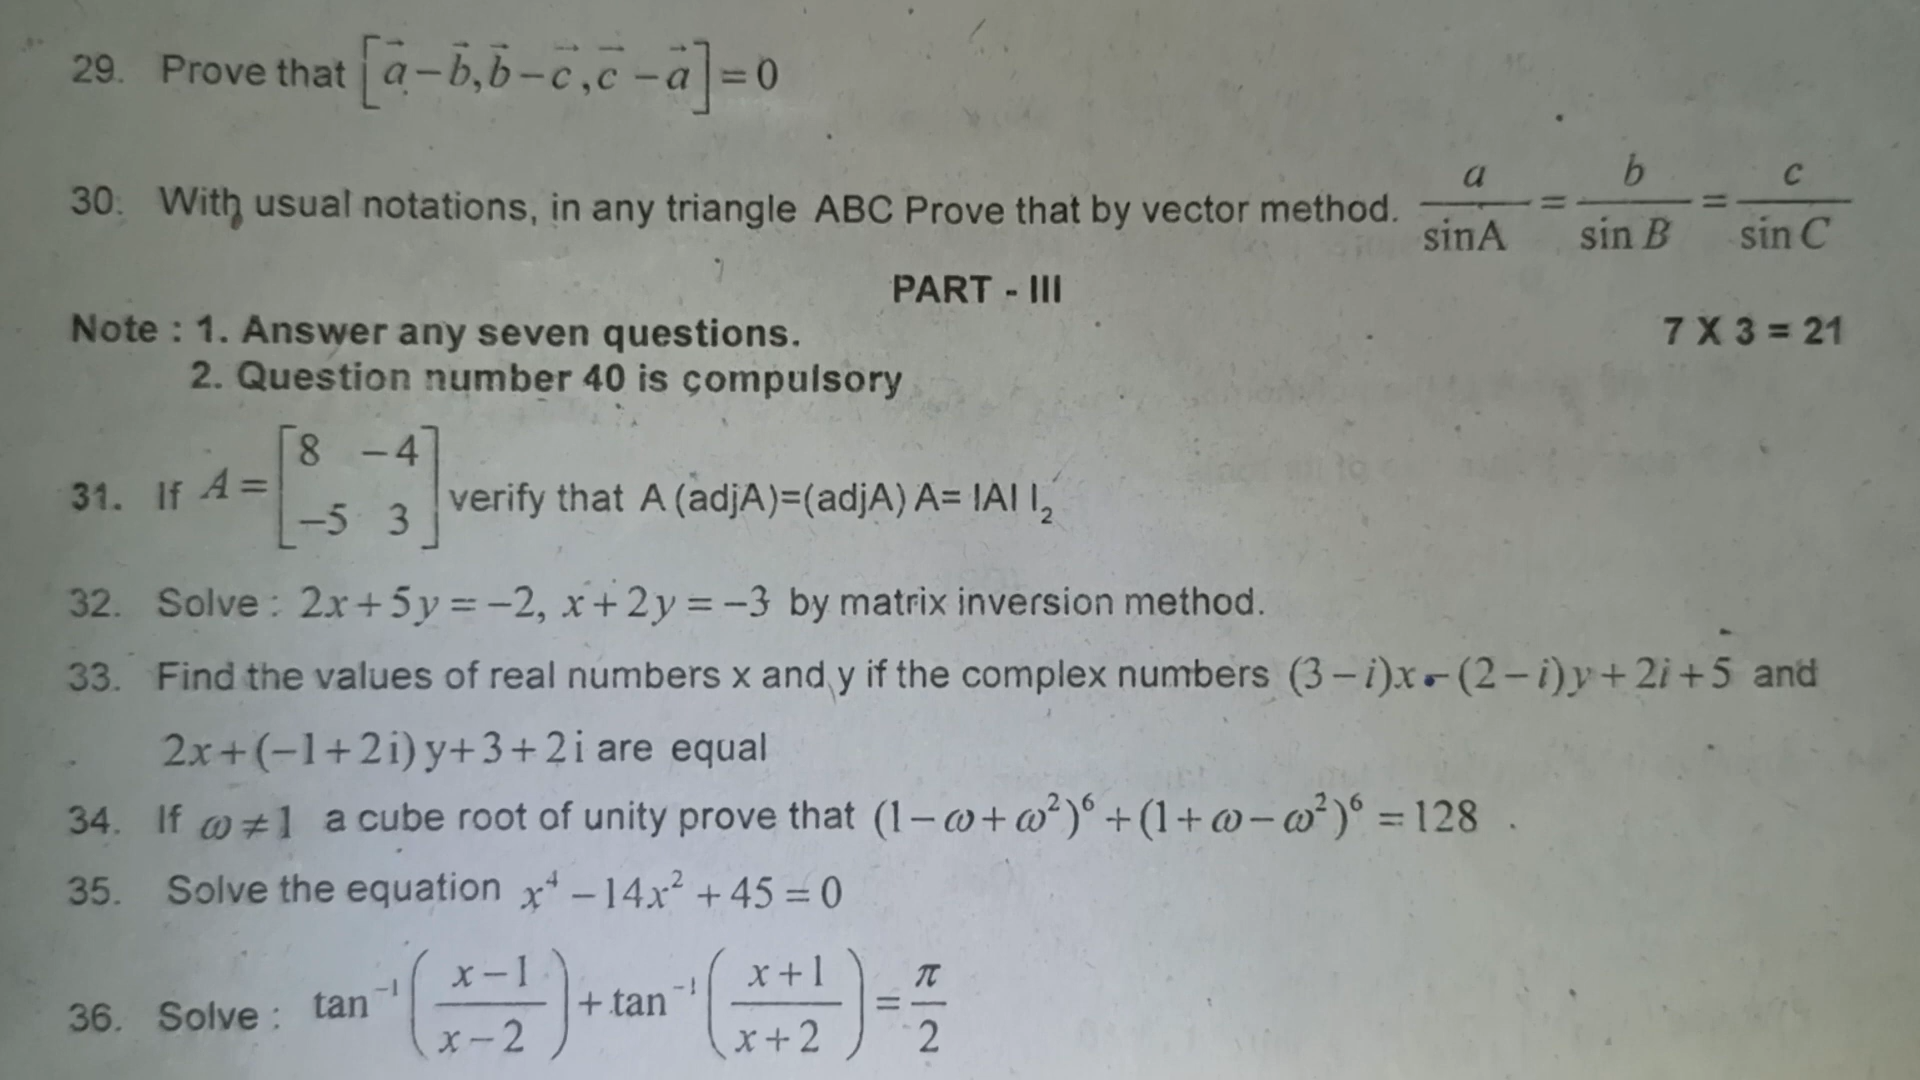 29. Prove that [a⃗ − b⃗, b⃗ − c⃗, c⃗ − a⃗] = 0
30. With usual notations, in any triangle ABC Prove that by vector method. a/sinA = b/sin B = c/sin C
PART - III
Note : 1. Answer any seven questions. 7 X 3 = 21
2. Question number 40 is compulsory
31. If A = [8 −4; −5 3] verify that A (adjA)=(adjA) A= IAI I₂
32. Solve : 2x + 5y = −2, x + 2y = −3 by matrix inversion method.
33. Find the values of real numbers x and y if the complex numbers (3 − i)x − (2 − i)y + 2i + 5 and
2x + (−1 + 2i) y + 3 + 2i are equal
34. If ω ≠ 1 a cube root of unity prove that (1 − ω + ω²)⁶ + (1 + ω − ω²)⁶ = 128 .
35. Solve the equation x⁴ − 14x² + 45 = 0
36. Solve : tan⁻¹((x − 1)/(x − 2)) + tan⁻¹((x + 1)/(x + 2)) = π/2